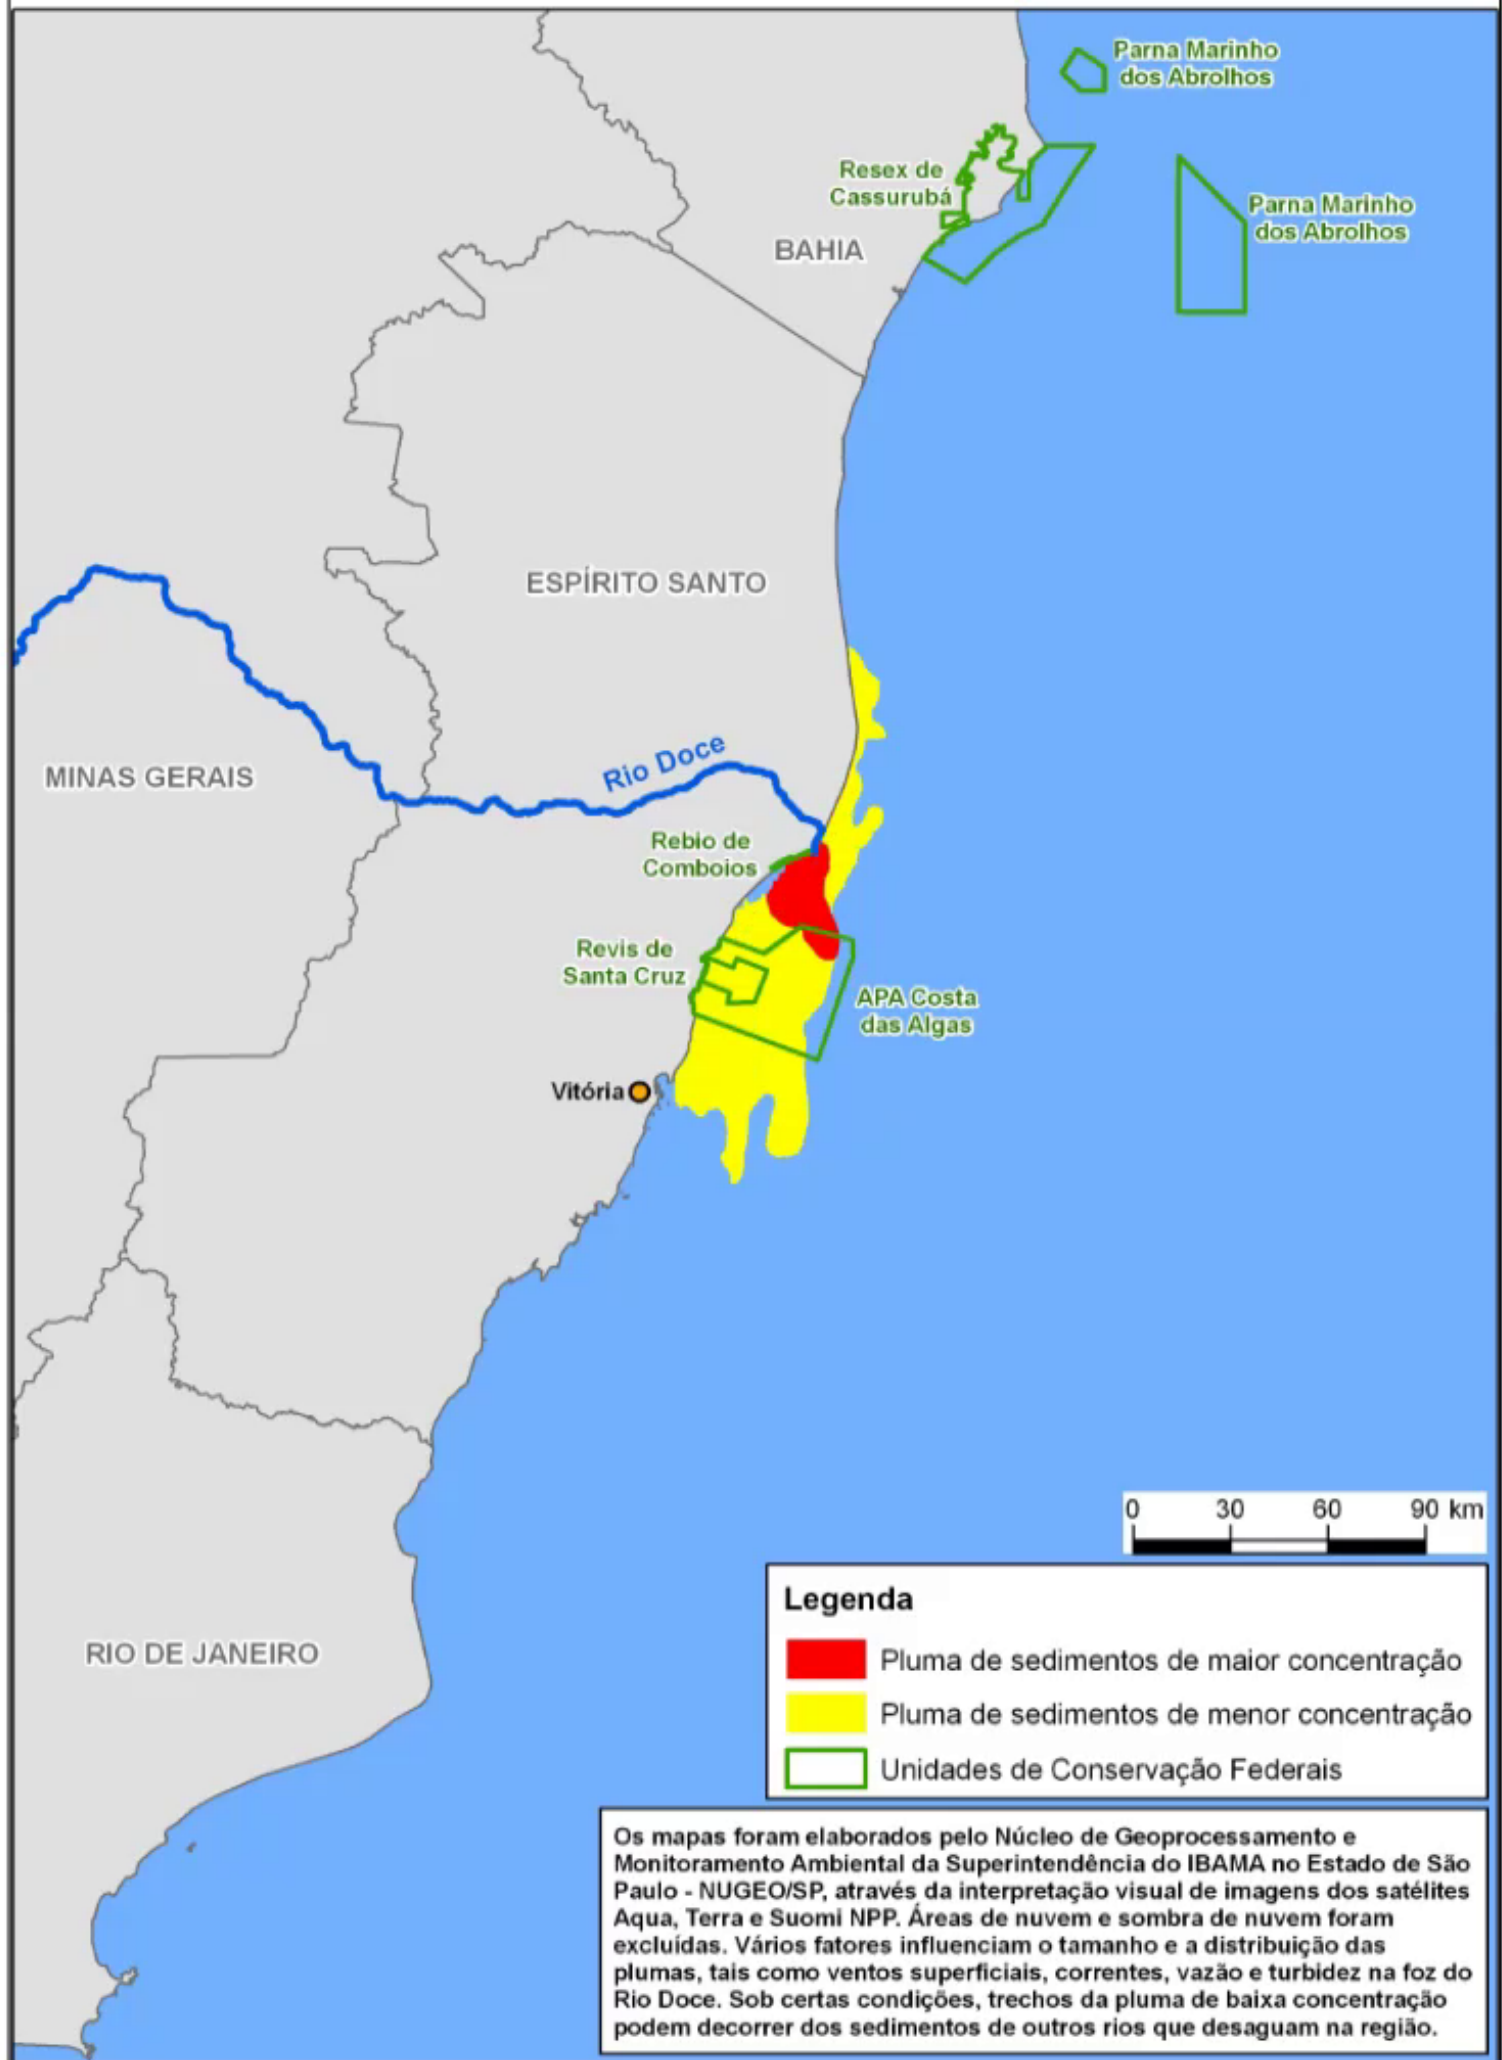 Parna Marinho
dos Abrolhos
Resex de
Cassurubá
Parna Marinho
dos Abrolhos
BAHIA
ESPÍRITO SANTO
MINAS GERAIS
Rio Doce
Rebio de
Comboios
Revis de
Santa Cruz
APA Costa
das Algas
Vitória
0 30 60 90 km
RIO DE JANEIRO
Legenda
Pluma de sedimentos de maior concentração
Pluma de sedimentos de menor concentração
Unidades de Conservação Federais
Os mapas foram elaborados pelo Núcleo de Geoprocessamento e
Monitoramento Ambiental da Superintendência do IBAMA no Estado de São
Paulo - NUGEO/SP, através da interpretação visual de imagens dos satélites
Aqua, Terra e Suomi NPP. Áreas de nuvem e sombra de nuvem foram
excluídas. Vários fatores influenciam o tamanho e a distribuição das
plumas, tais como ventos superficiais, correntes, vazão e turbidez na foz do
Rio Doce. Sob certas condições, trechos da pluma de baixa concentração
podem decorrer dos sedimentos de outros rios que desaguam na região.